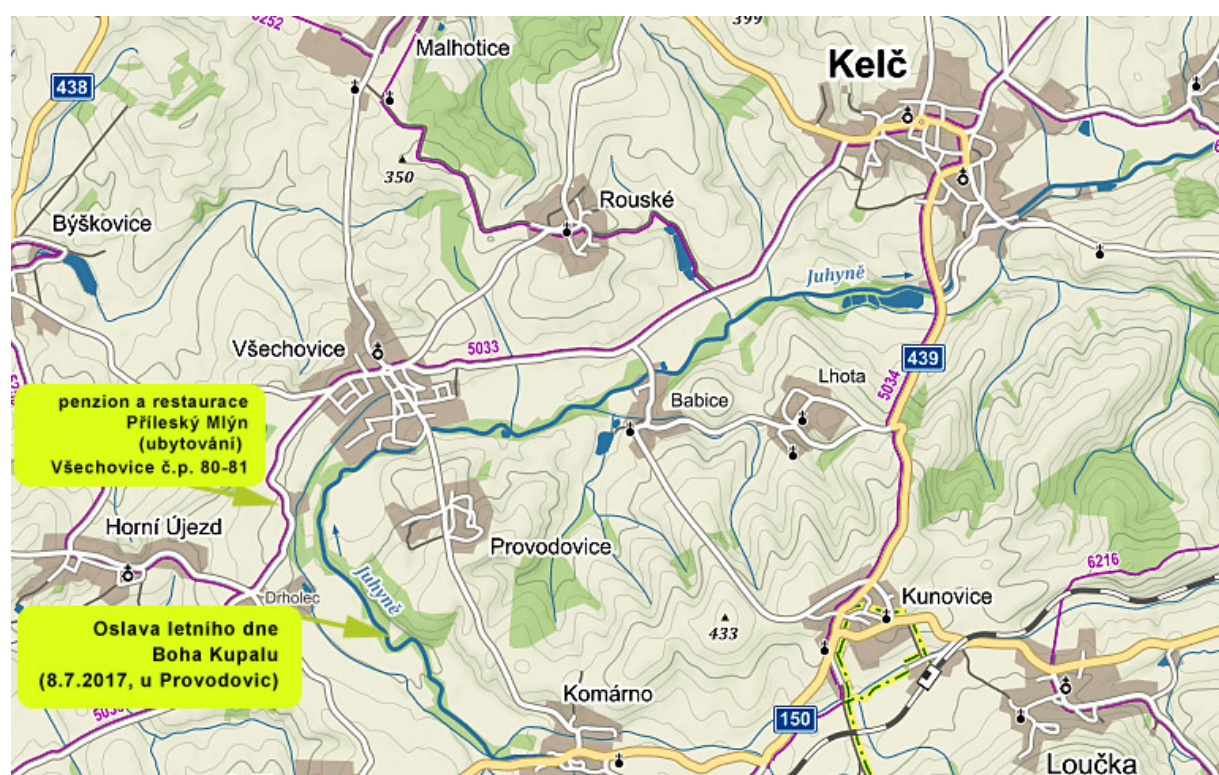 6252
Malhotice
399
Kelč
438
350
Rouské
Býškovice
Juhyně
Všechovice
5033
439
5034
Lhota
Babice
penzion a restaurace
Příleský Mlýn
(ubytování)
Všechovice č.p. 80-81
Horní Újezd
Provodovice
6216
Drholec
Juhyně
Kunovice
433
Oslava letního dne
Boha Kupalu
(8.7.2017, u Provodovic)
Komárno
150
Loučka